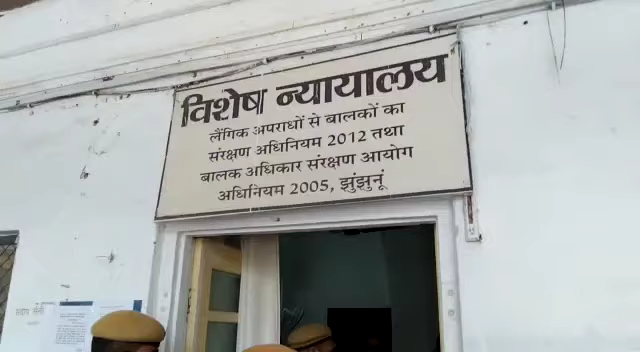 विशेष न्यायालय
लैंगिक अपराधों से बालकों का
संरक्षण अधिनियम 2012 तथा
बालक अधिकार संरक्षण आयोग
अधिनियम 2005, झुंझुनूं